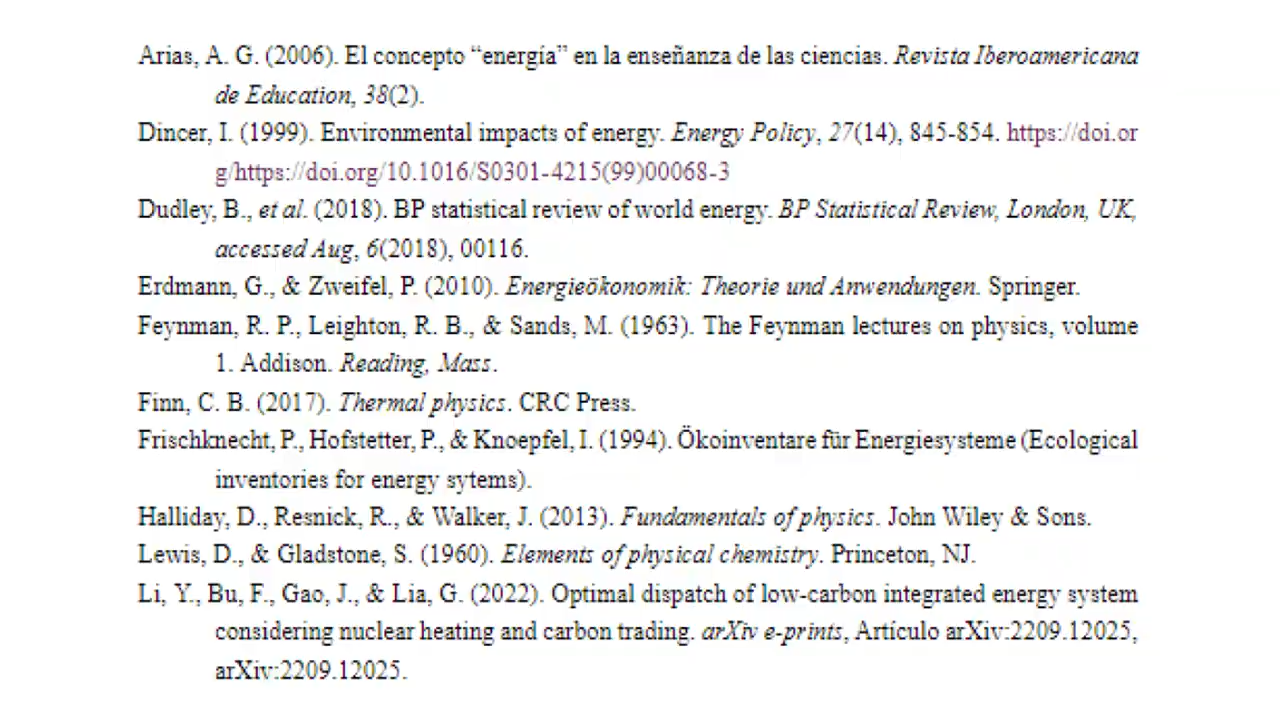 Arias, A. G. (2006). El concepto “energía” en la enseñanza de las ciencias. Revista Iberoamericana
de Education, 38(2).
Dincer, I. (1999). Environmental impacts of energy. Energy Policy, 27(14), 845-854. https://doi.or
g/https://doi.org/10.1016/S0301-4215(99)00068-3
Dudley, B., et al. (2018). BP statistical review of world energy. BP Statistical Review, London, UK,
accessed Aug, 6(2018), 00116.
Erdmann, G., & Zweifel, P. (2010). Energieökonomik: Theorie und Anwendungen. Springer.
Feynman, R. P., Leighton, R. B., & Sands, M. (1963). The Feynman lectures on physics, volume
1. Addison. Reading, Mass.
Finn, C. B. (2017). Thermal physics. CRC Press.
Frischknecht, P., Hofstetter, P., & Knoepfel, I. (1994). Ökoinventare für Energiesysteme (Ecological
inventories for energy sytems).
Halliday, D., Resnick, R., & Walker, J. (2013). Fundamentals of physics. John Wiley & Sons.
Lewis, D., & Gladstone, S. (1960). Elements of physical chemistry. Princeton, NJ.
Li, Y., Bu, F., Gao, J., & Lia, G. (2022). Optimal dispatch of low-carbon integrated energy system
considering nuclear heating and carbon trading. arXiv e-prints, Artículo arXiv:2209.12025,
arXiv:2209.12025.